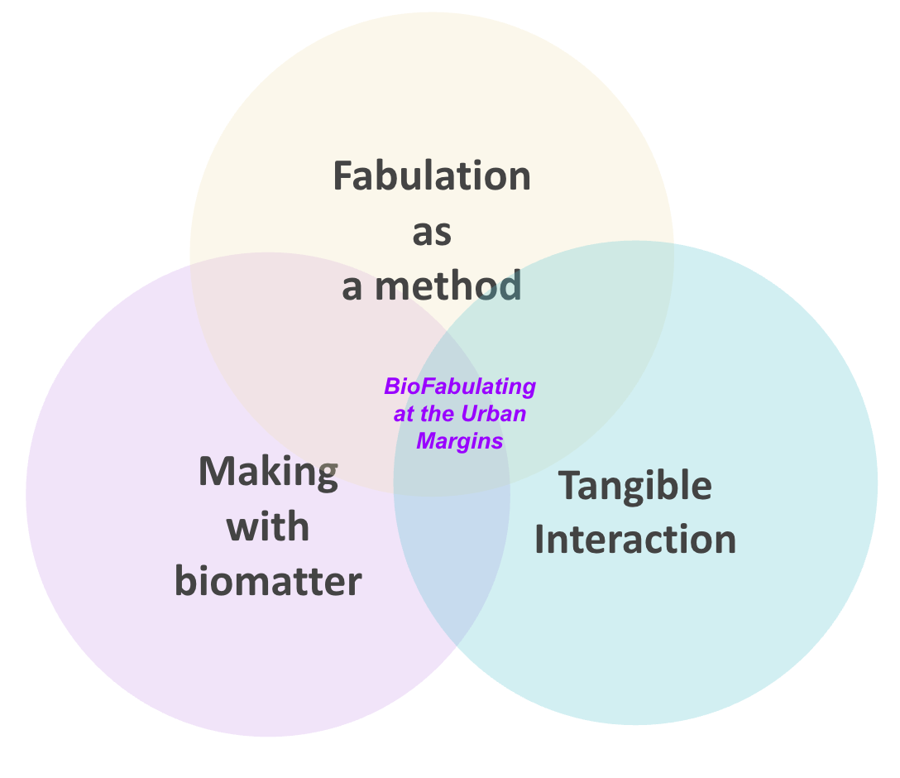 Fabulation
as
a method
BioFabulating
at the Urban
Margins
Making
with
biomatter
Tangible
Interaction